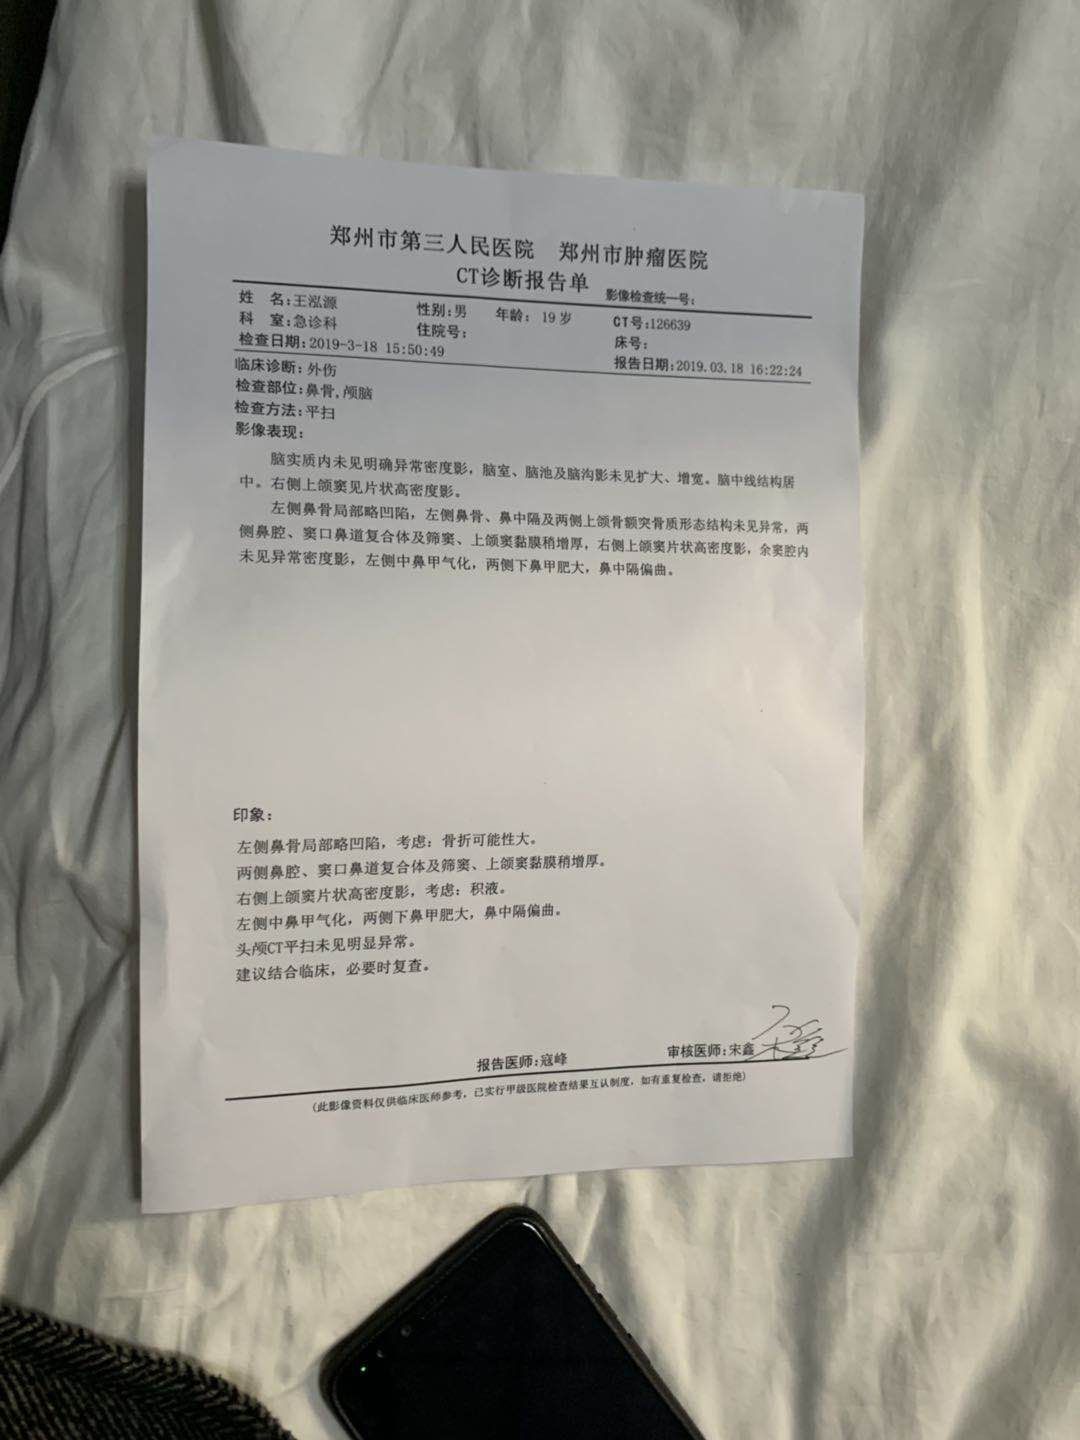 郑州市第三人民医院 郑州市肿瘤医院
CT诊断报告单
影像检查统一号:
姓 名:王泓源 性别:男 年龄: 19岁 CT号:126639
科 室:急诊科 住院号: 床号:
检查日期:2019-3-18 15:50:49 报告日期:2019.03.18 16:22:24
临床诊断:外伤
检查部位:鼻骨,颅脑
检查方法:平扫
影像表现:
脑实质内未见明确异常密度影，脑室、脑池及脑沟影未见扩大、增宽。脑中线结构居
中。右侧上颌窦见片状高密度影。
左侧鼻骨局部略凹陷，左侧鼻骨、鼻中隔及两侧上颌骨额突骨质形态结构未见异常，两
侧鼻腔、窦口鼻道复合体及筛窦、上颌窦黏膜稍增厚，右侧上颌窦片状高密度影，余窦腔内
未见异常密度影，左侧中鼻甲气化，两侧下鼻甲肥大，鼻中隔偏曲。
印象:
左侧鼻骨局部略凹陷，考虑：骨折可能性大。
两侧鼻腔、窦口鼻道复合体及筛窦、上颌窦黏膜稍增厚。
右侧上颌窦片状高密度影，考虑：积液。
左侧中鼻甲气化，两侧下鼻甲肥大，鼻中隔偏曲。
头颅CT平扫未见明显异常。
建议结合临床，必要时复查。
报告医师:寇峰 审核医师:宋鑫
(此影像资料仅供临床医师参考，已实行甲级医院检查结果互认制度，如有重复检查，请拒绝)